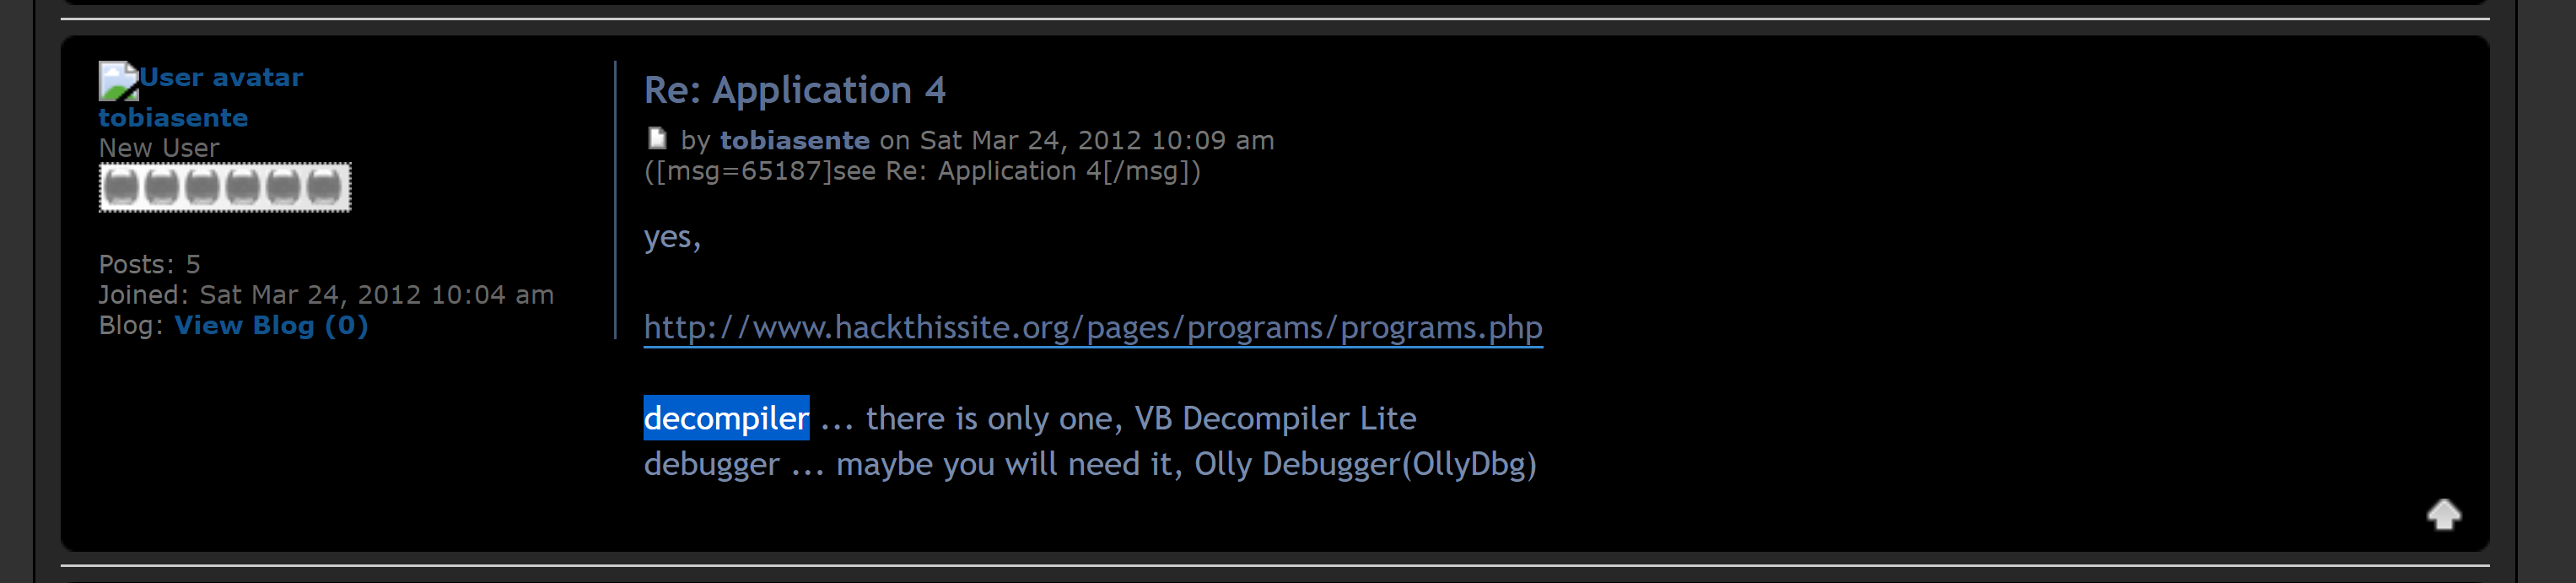 User avatar
tobiasente
New User
Posts: 5
Joined: Sat Mar 24, 2012 10:04 am
Blog: View Blog (0)
Re: Application 4
by tobiasente on Sat Mar 24, 2012 10:09 am
([msg=65187]see Re: Application 4[/msg])
yes,
http://www.hackthissite.org/pages/programs/programs.php
decompiler ... there is only one, VB Decompiler Lite
debugger ... maybe you will need it, Olly Debugger(OllyDbg)